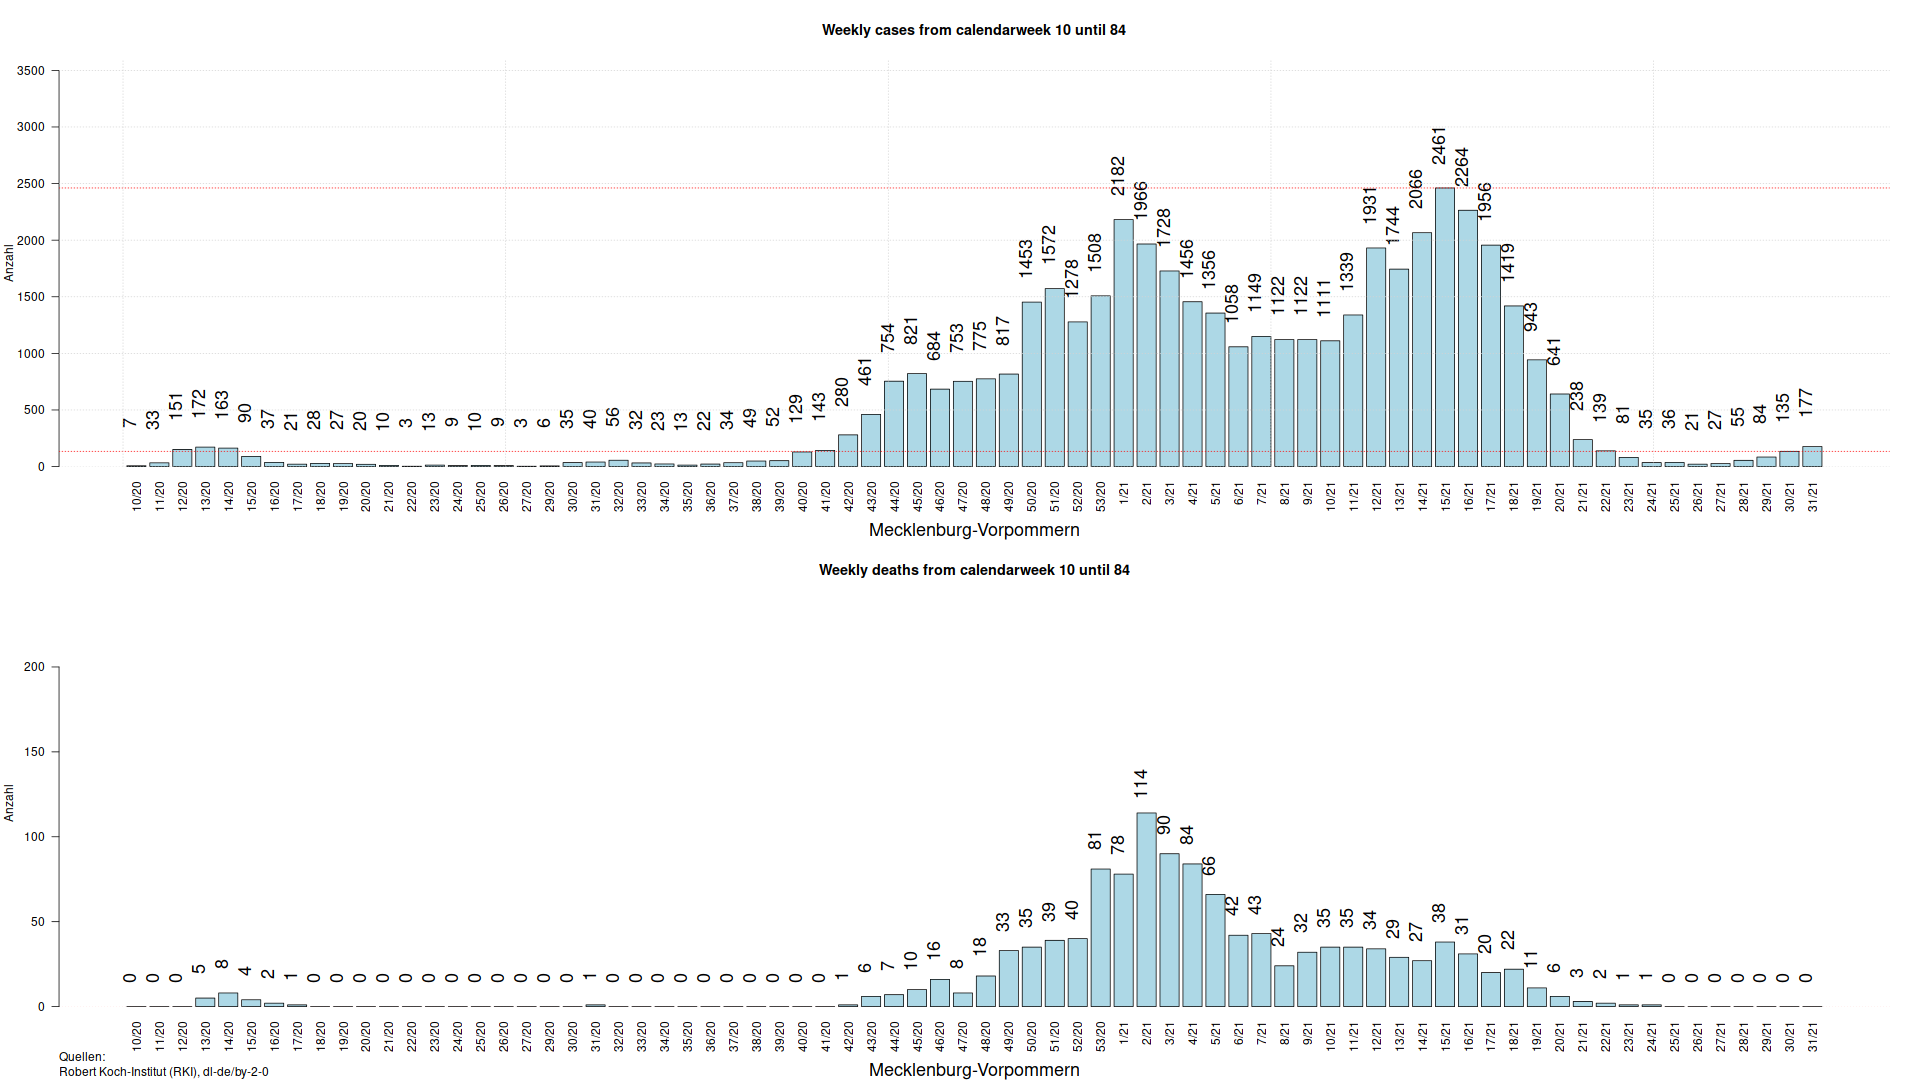 Weekly cases from calendarweek 10 until 84
3500
3000
2500
2000
1500
1000
500
0
Anzahl
7 33 151 172 163 90 37 21 28 27 20 10 3 13 9 10 9 3 6 35 40 56 32 23 13 22 34 49 52 129 143 280 461 754 821 684 753 775 817 1453 1572 1278 1508 2182 1966 1728 1456 1356 1058 1149 1122 1122 1111 1339 1931 1744 2066 2461 2264 1956 1419 943 641 238 139 81 35 36 21 27 55 84 135 177
10/20 11/20 12/20 13/20 14/20 15/20 16/20 17/20 18/20 19/20 20/20 21/20 22/20 23/20 24/20 25/20 26/20 27/20 29/20 30/20 31/20 32/20 33/20 34/20 35/20 36/20 37/20 38/20 39/20 40/20 41/20 42/20 43/20 44/20 45/20 46/20 47/20 48/20 49/20 50/20 51/20 52/20 53/20 1/21 2/21 3/21 4/21 5/21 6/21 7/21 8/21 9/21 10/21 11/21 12/21 13/21 14/21 15/21 16/21 17/21 18/21 19/21 20/21 21/21 22/21 23/21 24/21 25/21 26/21 27/21 28/21 29/21 30/21 31/21
Mecklenburg-Vorpommern
Weekly deaths from calendarweek 10 until 84
200
150
100
50
0
Anzahl
0 0 0 5 8 4 2 1 0 0 0 0 0 0 0 0 0 0 0 0 1 0 0 0 0 0 0 0 0 0 0 1 6 7 10 16 8 18 33 35 39 40 81 78 114 90 84 66 42 43 24 32 35 35 34 29 27 38 31 20 22 11 6 3 2 1 1 0 0 0 0 0 0 0
10/20 11/20 12/20 13/20 14/20 15/20 16/20 17/20 18/20 19/20 20/20 21/20 22/20 23/20 24/20 25/20 26/20 27/20 29/20 30/20 31/20 32/20 33/20 34/20 35/20 36/20 37/20 38/20 39/20 40/20 41/20 42/20 43/20 44/20 45/20 46/20 47/20 48/20 49/20 50/20 51/20 52/20 53/20 1/21 2/21 3/21 4/21 5/21 6/21 7/21 8/21 9/21 10/21 11/21 12/21 13/21 14/21 15/21 16/21 17/21 18/21 19/21 20/21 21/21 22/21 23/21 24/21 25/21 26/21 27/21 28/21 29/21 30/21 31/21
Mecklenburg-Vorpommern
Quellen:
Robert Koch-Institut (RKI), dl-de/by-2-0